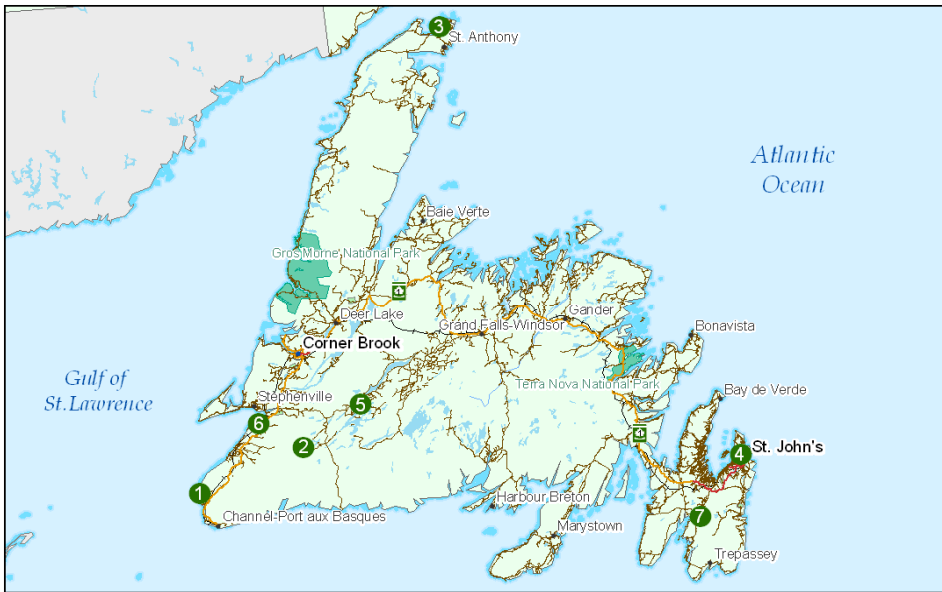 3
St. Anthony
Atlantic
Ocean
Baie Verte
Gros Morne National Park
1
Deer Lake
Gander
Grand Falls-Windsor
Bonavista
Corner Brook
Gulf of
St.Lawrence
Terra Nova National Park
Bay de Verde
Stephenville
5
6
1
2
St. John's
4
1
Harbour Breton
Channel-Port aux Basques
7
Marystown
Trepassey